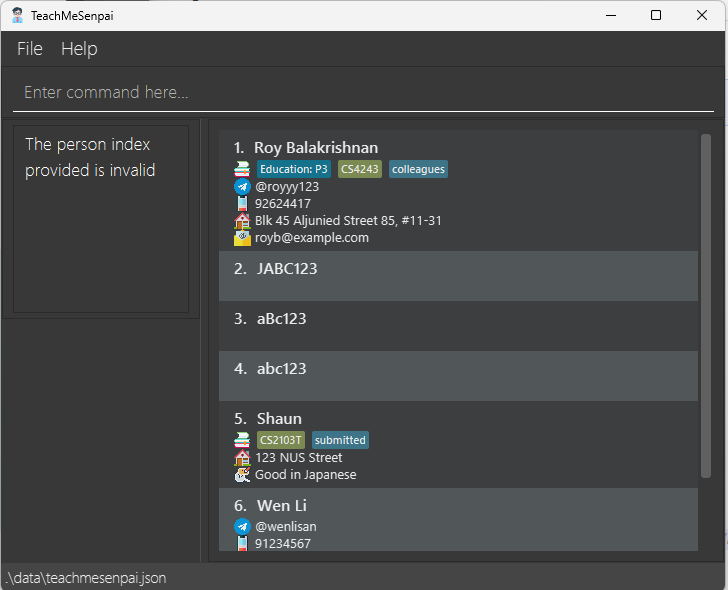 TeachMeSenpai
File Help
Enter command here...
The person index
provided is invalid
1. Roy Balakrishnan
Education: P3 CS4243 colleagues
@royyy123
92624417
Blk 45 Aljunied Street 85, #11-31
royb@example.com
2. JABC123
3. aBc123
4. abc123
5. Shaun
CS2103T submitted
123 NUS Street
Good in Japanese
6. Wen Li
@wenlisan
91234567
.\data\teachmesenpai.json